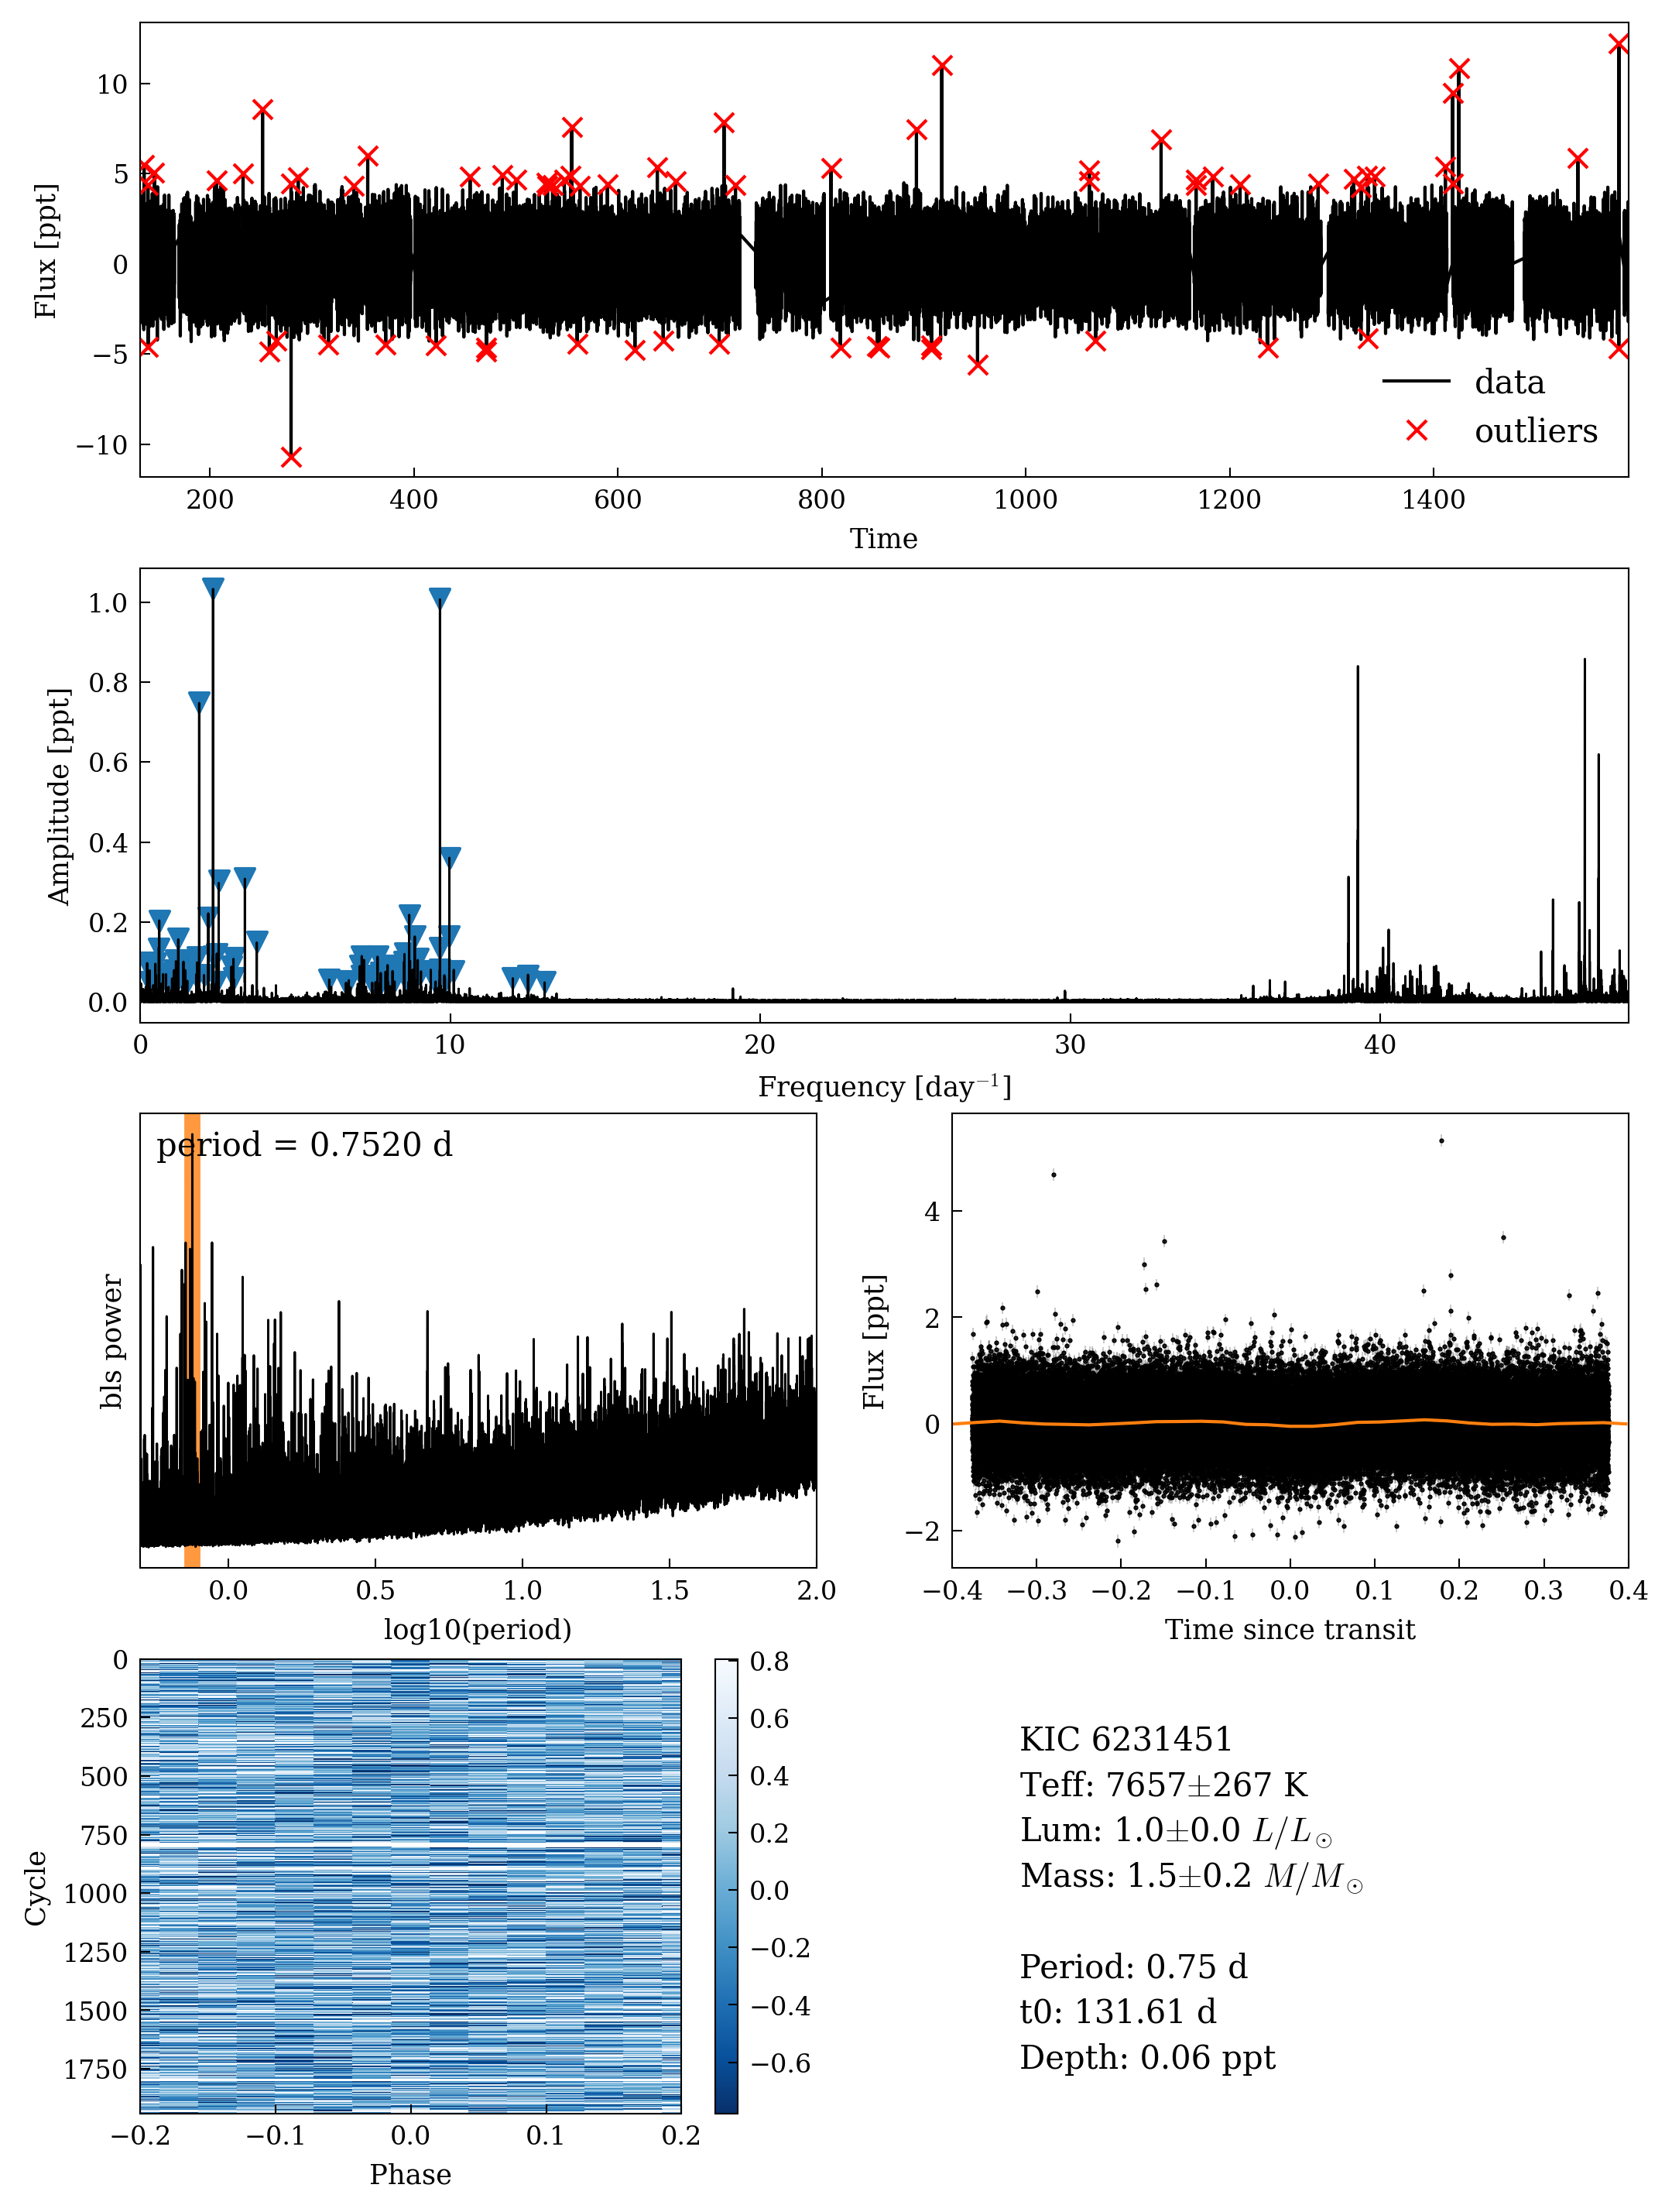 10
5
0
−5
−10
Flux [ppt]
data
outliers
200 400 600 800 1000 1200 1400
Time
1.0
0.8
0.6
0.4
0.2
0.0
Amplitude [ppt]
0 10 20 30 40
Frequency [day⁻¹]
period = 0.7520 d
bls power
0.0 0.5 1.0 1.5 2.0
log10(period)
4
2
0
−2
Flux [ppt]
−0.4 −0.3 −0.2 −0.1 0.0 0.1 0.2 0.3 0.4
Time since transit
0
250
500
750
1000
1250
1500
1750
Cycle
−0.2 −0.1 0.0 0.1 0.2
Phase
0.8
0.6
0.4
0.2
0.0
−0.2
−0.4
−0.6
KIC 6231451
Teff: 7657±267 K
Lum: 1.0±0.0 L/L☉
Mass: 1.5±0.2 M/M☉
Period: 0.75 d
t0: 131.61 d
Depth: 0.06 ppt